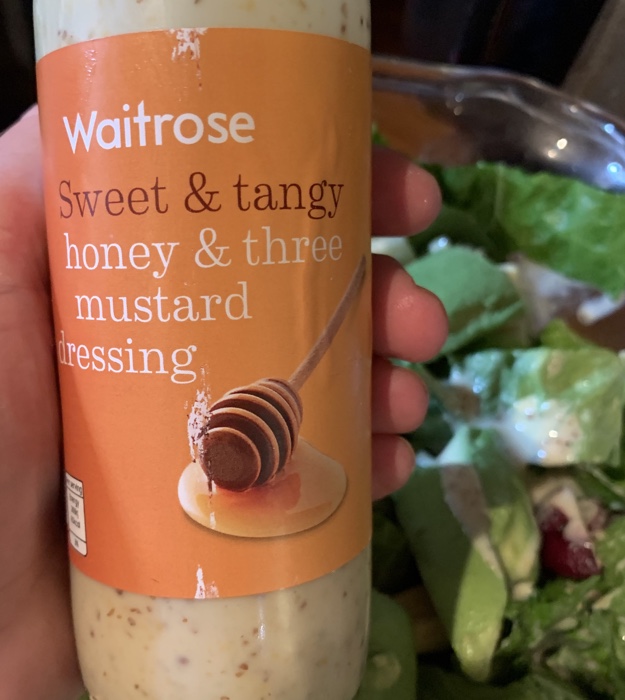 Waitrose
Sweet & tangy
honey & three
mustard
dressing